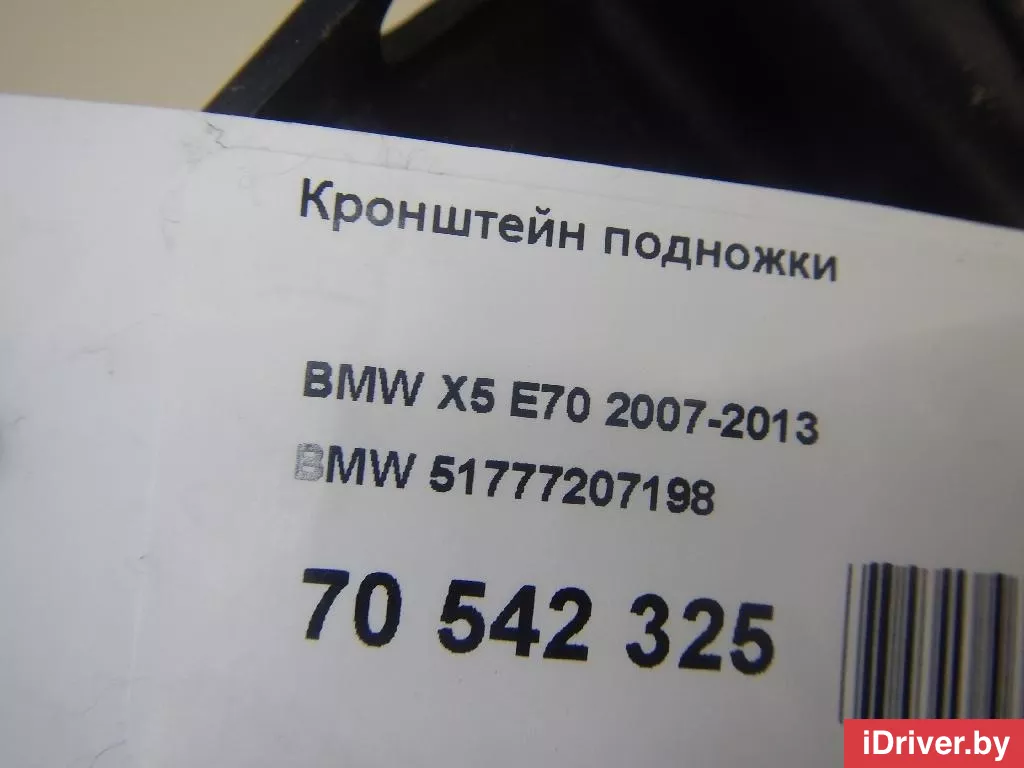 Кронштейн подножки
BMW X5 E70 2007-2013
BMW 51777207198
70 542 325
iDriver.by